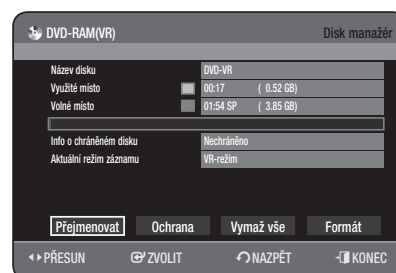 DVD-RAM(VR) Disk manažér
Název disku DVD-VR
Využité místo 00:17 ( 0.52 GB)
Volné místo 01:54 SP ( 3.85 GB)
Info o chráněném disku Nechráněno
Aktuální režim záznamu VR-režim
Přejmenovat Ochrana Vymaž vše Formát
PŘESUN ZVOLIT NAZPĚT KONEC